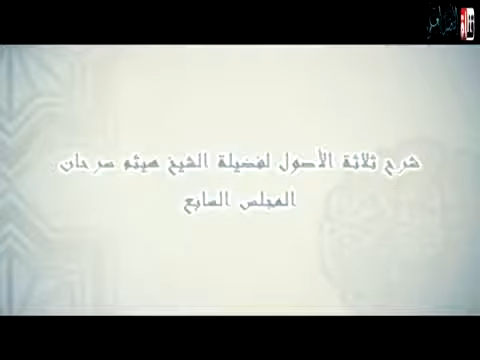 شرح ثلاثة الأصول لفضيلة الشيخ هيثم سرحان
المجلس السابع